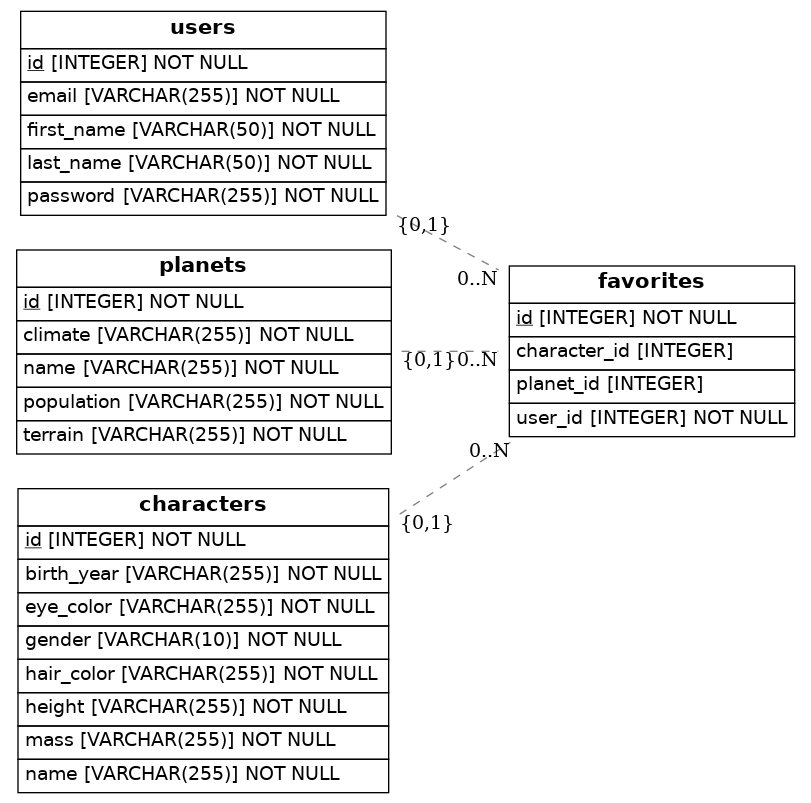 users
id [INTEGER] NOT NULL
email [VARCHAR(255)] NOT NULL
first_name [VARCHAR(50)] NOT NULL
last_name [VARCHAR(50)] NOT NULL
password [VARCHAR(255)] NOT NULL
{0,1}
0..N
planets
id [INTEGER] NOT NULL
climate [VARCHAR(255)] NOT NULL
name [VARCHAR(255)] NOT NULL
population [VARCHAR(255)] NOT NULL
terrain [VARCHAR(255)] NOT NULL
{0,1}
0..N
favorites
id [INTEGER] NOT NULL
character_id [INTEGER]
planet_id [INTEGER]
user_id [INTEGER] NOT NULL
0..N
{0,1}
characters
id [INTEGER] NOT NULL
birth_year [VARCHAR(255)] NOT NULL
eye_color [VARCHAR(255)] NOT NULL
gender [VARCHAR(10)] NOT NULL
hair_color [VARCHAR(255)] NOT NULL
height [VARCHAR(255)] NOT NULL
mass [VARCHAR(255)] NOT NULL
name [VARCHAR(255)] NOT NULL